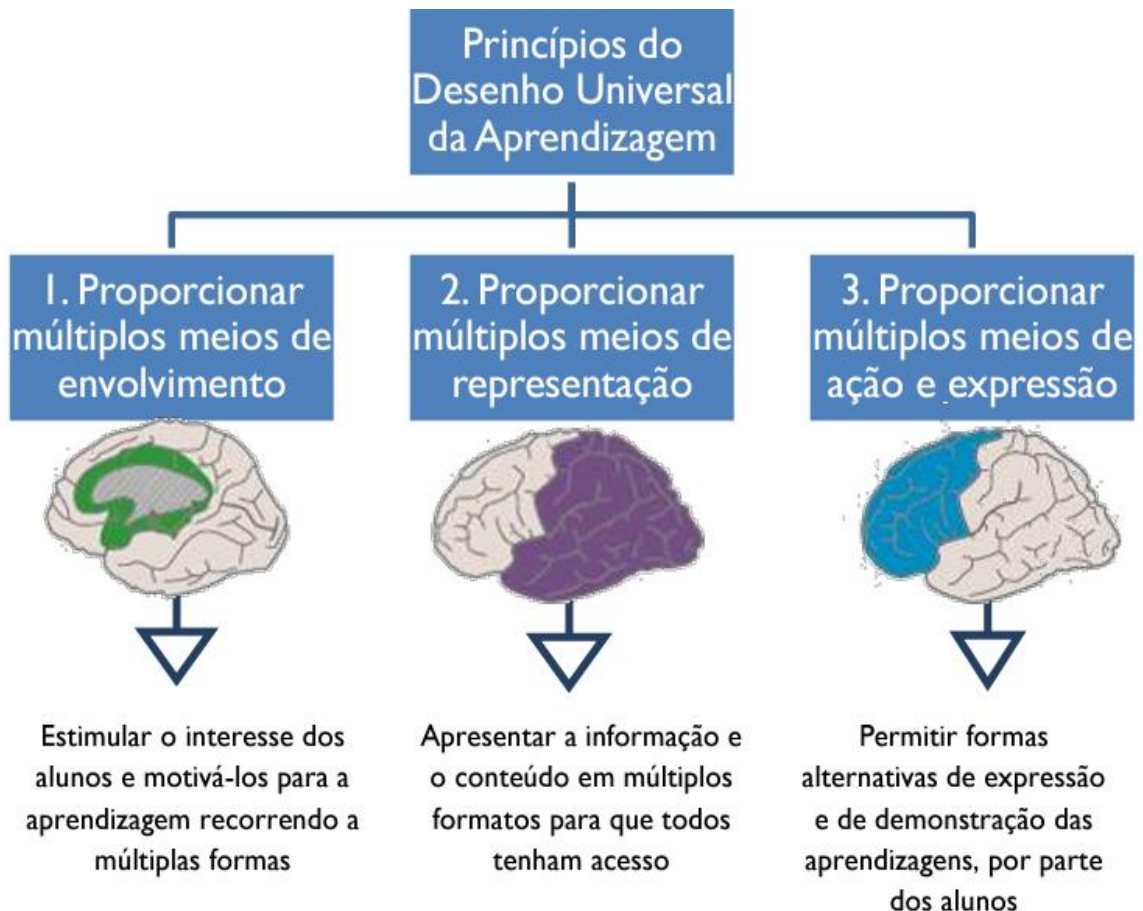 Princípios do
Desenho Universal
da Aprendizagem
1. Proporcionar
múltiplos meios de
envolvimento
2. Proporcionar
múltiplos meios de
representação
3. Proporcionar
múltiplos meios de
ação e expressão
Estimular o interesse dos
alunos e motivá-los para a
aprendizagem recorrendo a
múltiplas formas
Apresentar a informação e
o conteúdo em múltiplos
formatos para que todos
tenham acesso
Permitir formas
alternativas de expressão
e de demonstração das
aprendizagens, por parte
dos alunos